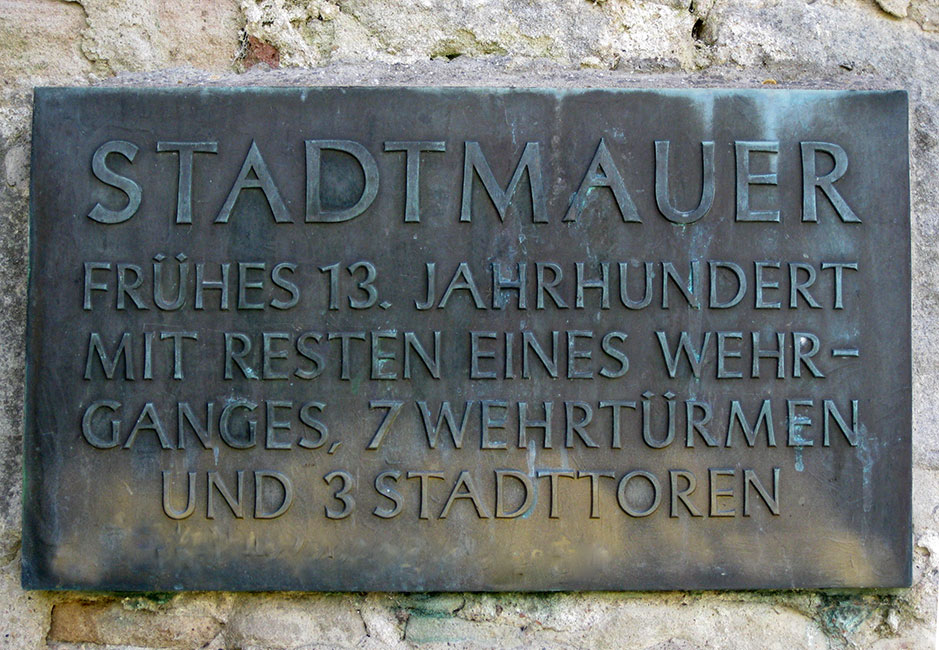 STADTMAUER
FRÜHES 13. JAHRHUNDERT
MIT RESTEN EINES WEHR-
GANGES, 7 WEHRTÜRMEN
UND 3 STADTTOREN